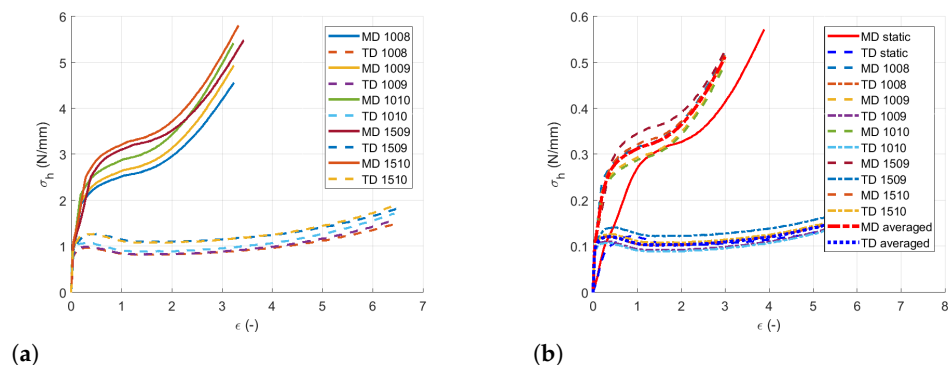 6
5
4
3
2
1
0
σh (N/mm)
0 1 2 3 4 5 6 7
ϵ (-)
MD 1008
TD 1008
MD 1009
TD 1009
MD 1010
TD 1010
MD 1509
TD 1509
MD 1510
TD 1510
(a)
0.6
0.5
0.4
0.3
0.2
0.1
0
σh (N/mm)
0 1 2 3 4 5 6 7 8
ϵ (-)
MD static
TD static
MD 1008
TD 1008
MD 1009
TD 1009
MD 1010
TD 1010
MD 1509
TD 1509
MD 1510
TD 1510
MD averaged
TD averaged
(b)